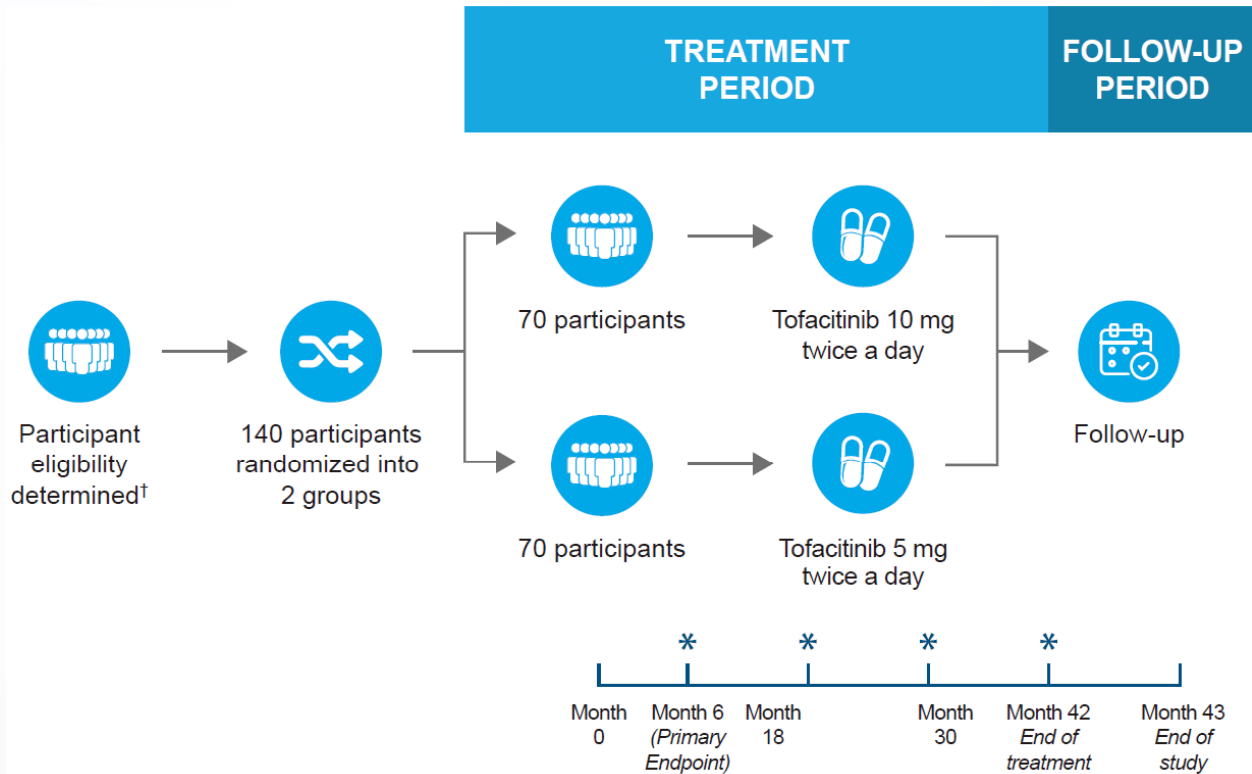 TREATMENT
PERIOD
FOLLOW-UP
PERIOD
70 participants
Tofacitinib 10 mg
twice a day
Participant
eligibility
determined†
140 participants
randomized into
2 groups
Follow-up
70 participants
Tofacitinib 5 mg
twice a day
* * * *
Month
0
Month 6
(Primary
Endpoint)
Month
18
Month
30
Month 42
End of
treatment
Month 43
End of
study